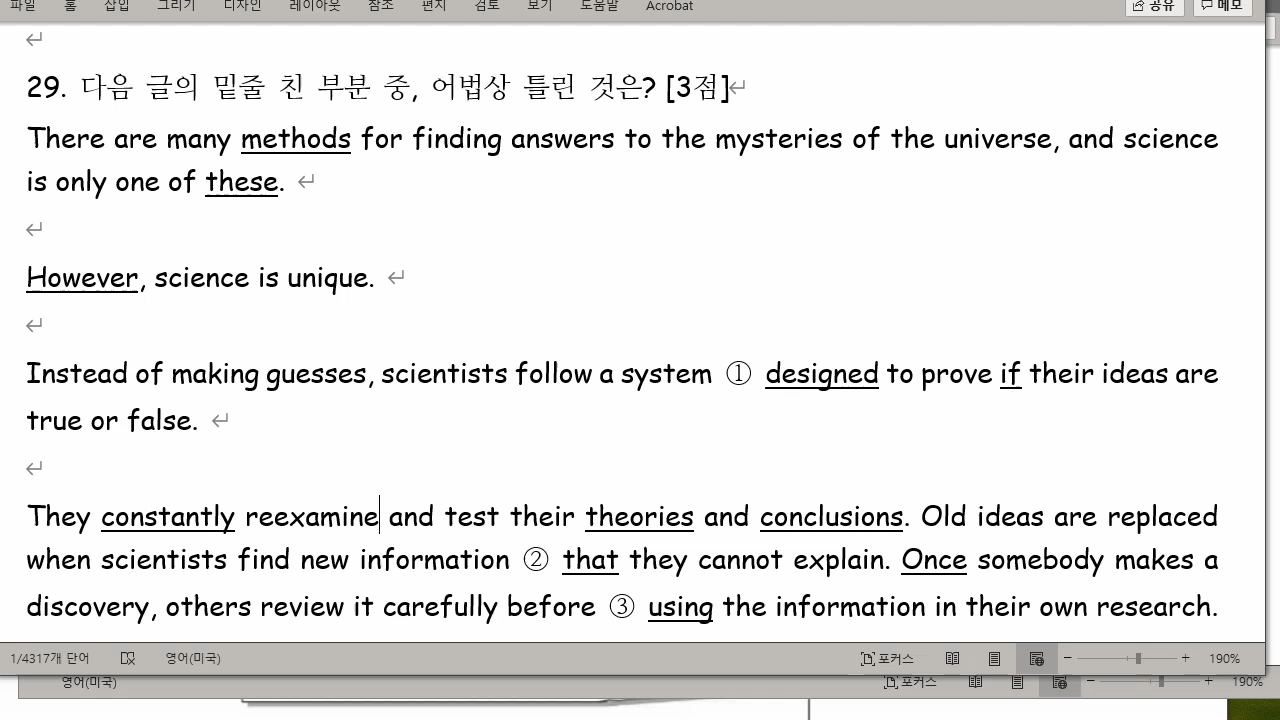 파일 홈 삽입 그리기 디자인 레이아웃 참조 편지 검토 보기 도움말 Acrobat 공유 메모
29. 다음 글의 밑줄 친 부분 중, 어법상 틀린 것은? [3점]
There are many methods for finding answers to the mysteries of the universe, and science
is only one of these.
However, science is unique.
Instead of making guesses, scientists follow a system ① designed to prove if their ideas are
true or false.
They constantly reexamine and test their theories and conclusions. Old ideas are replaced
when scientists find new information ② that they cannot explain. Once somebody makes a
discovery, others review it carefully before ③ using the information in their own research.
1/4317개 단어 영어(미국) 포커스 190%
영어(미국) 포커스 190%